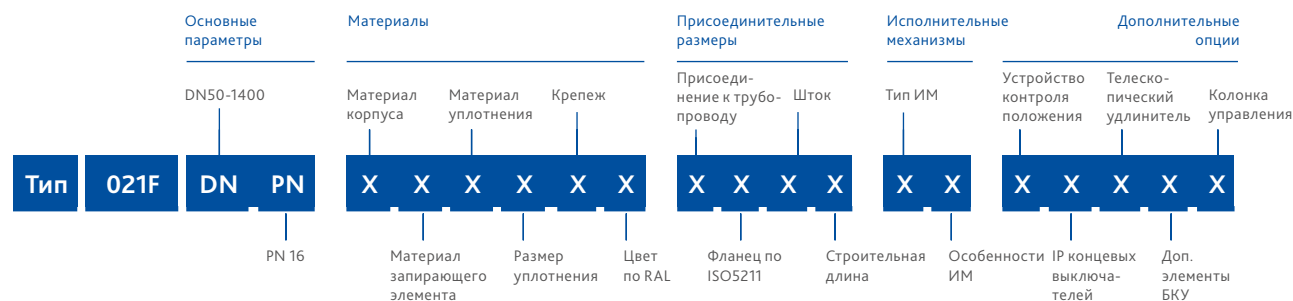 Основные
параметры
Материалы
Присоединительные
размеры
Исполнительные
механизмы
Дополнительные
опции
DN50-1400
Материал
корпуса
Материал
уплотнения
Крепеж
Присоеди-
нение к трубо-
проводу
Шток
Тип ИМ
Устройство
контроля
положения
Телеско-
пический
удлинитель
Колонка
управления
Тип 021F DN PN X X X X X X X X X X X X X X X X X
PN 16
Материал
запирающего
элемента
Размер
уплотнения
Цвет
по RAL
Фланец по
ISO5211
Строительная
длина
Особенности
ИМ
IP концевых
выключа-
телей
Доп.
элементы
БКУ